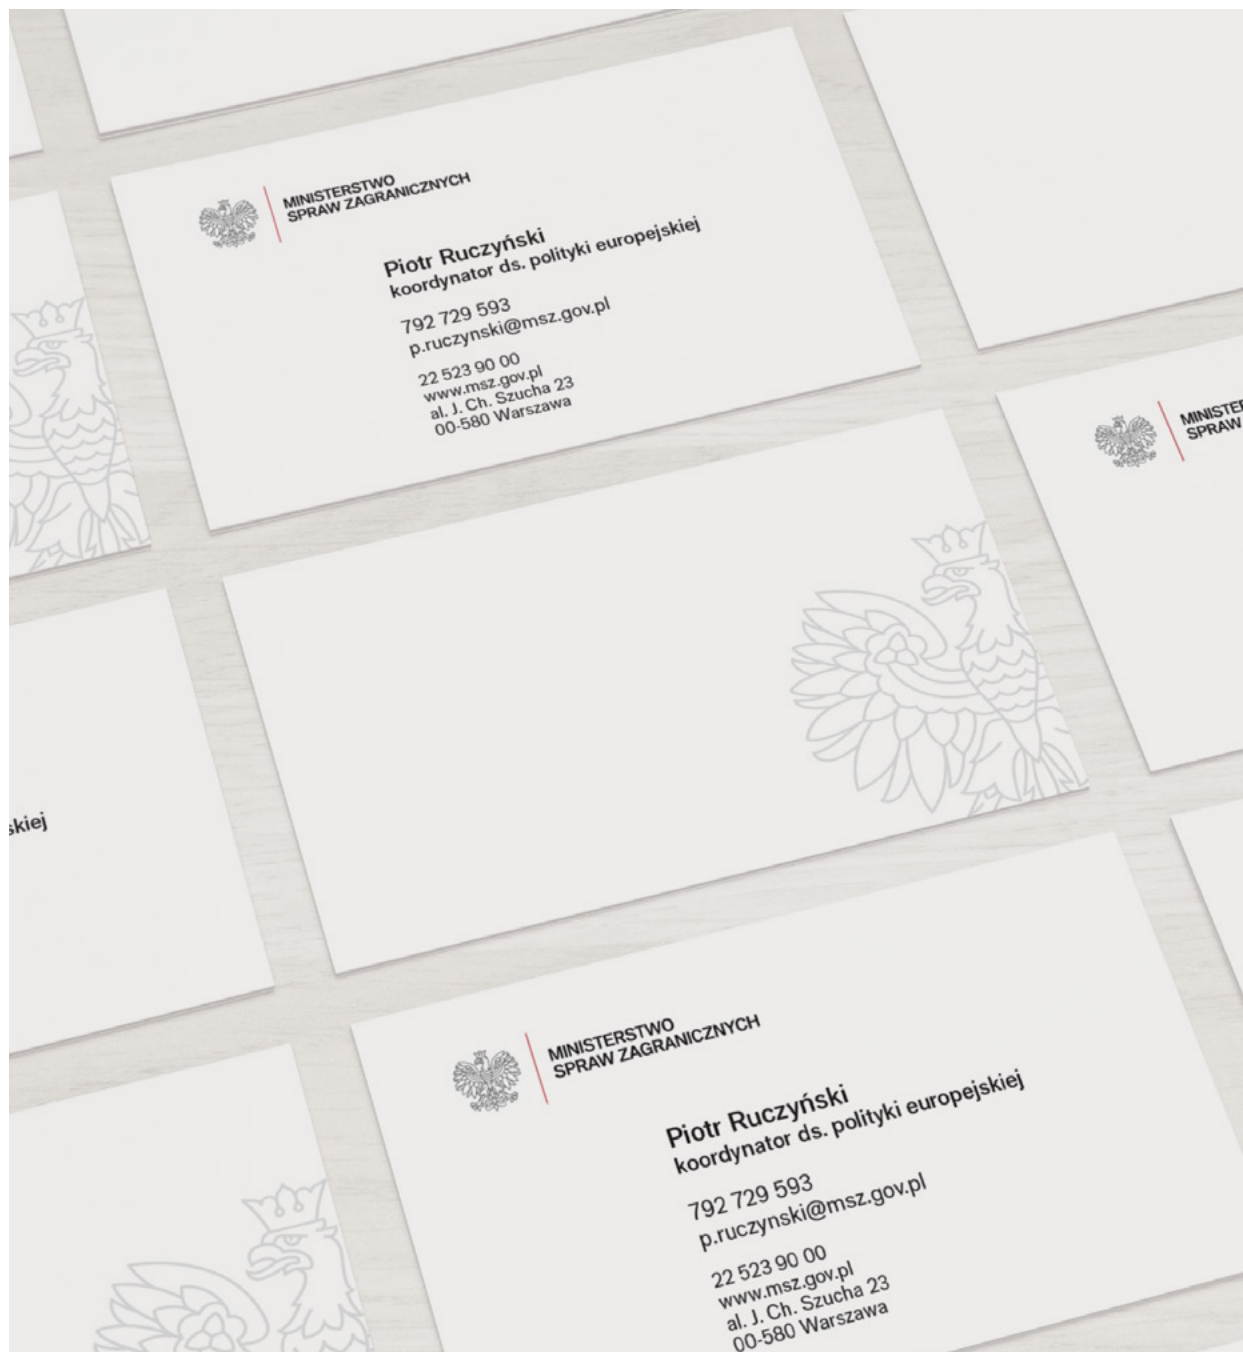 MINISTERSTWO
SPRAW ZAGRANICZNYCH
Piotr Ruczyński
koordynator ds. polityki europejskiej
792 729 593
p.ruczynski@msz.gov.pl
22 523 90 00
www.msz.gov.pl
al. J. Ch. Szucha 23
00-580 Warszawa
MINISTE
SPRAW
skiej
MINISTERSTWO
SPRAW ZAGRANICZNYCH
Piotr Ruczyński
koordynator ds. polityki europejskiej
792 729 593
p.ruczynski@msz.gov.pl
22 523 90 00
www.msz.gov.pl
al. J. Ch. Szucha 23
00-580 Warszawa